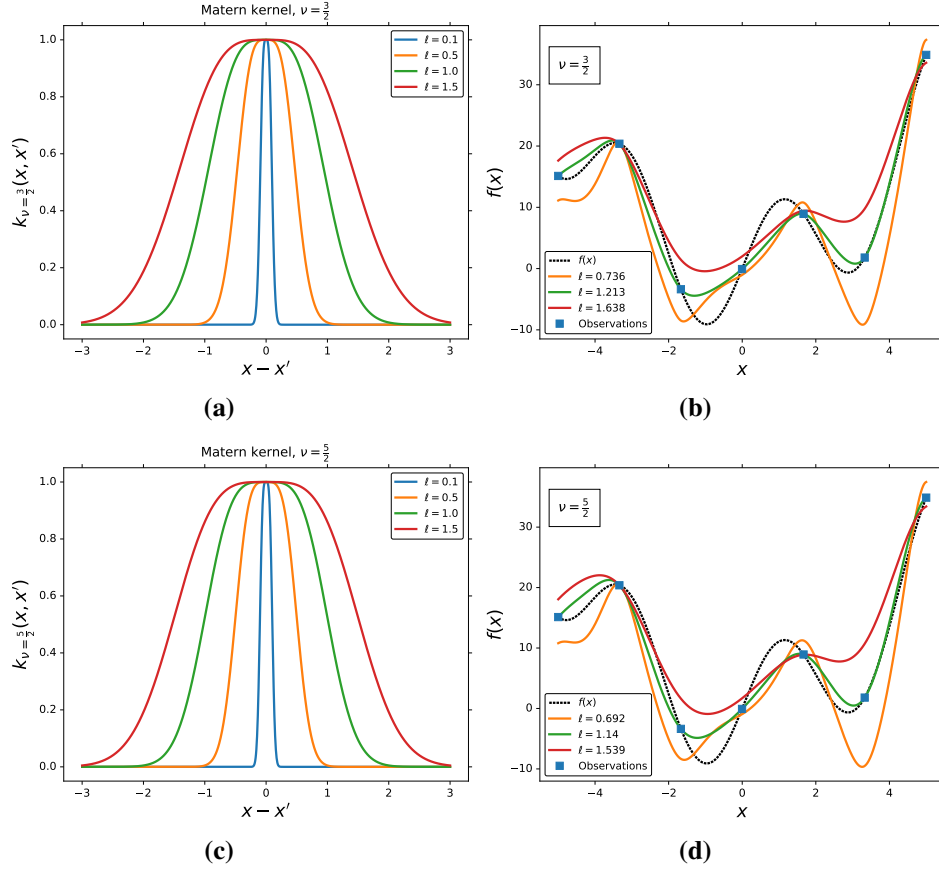 Matern kernel, ν = 3/2
1.0
0.8
0.6
0.4
0.2
0.0
k_{ν=3/2}(x, x′)
ℓ = 0.1
ℓ = 0.5
ℓ = 1.0
ℓ = 1.5
−3 −2 −1 0 1 2 3
x − x′
(a)
ν = 3/2
30
20
10
0
−10
f(x)
f(x)
ℓ = 0.736
ℓ = 1.213
ℓ = 1.638
Observations
−4 −2 0 2 4
x
(b)
Matern kernel, ν = 5/2
1.0
0.8
0.6
0.4
0.2
0.0
k_{ν=5/2}(x, x′)
ℓ = 0.1
ℓ = 0.5
ℓ = 1.0
ℓ = 1.5
−3 −2 −1 0 1 2 3
x − x′
(c)
ν = 5/2
30
20
10
0
−10
f(x)
f(x)
ℓ = 0.692
ℓ = 1.14
ℓ = 1.539
Observations
−4 −2 0 2 4
x
(d)